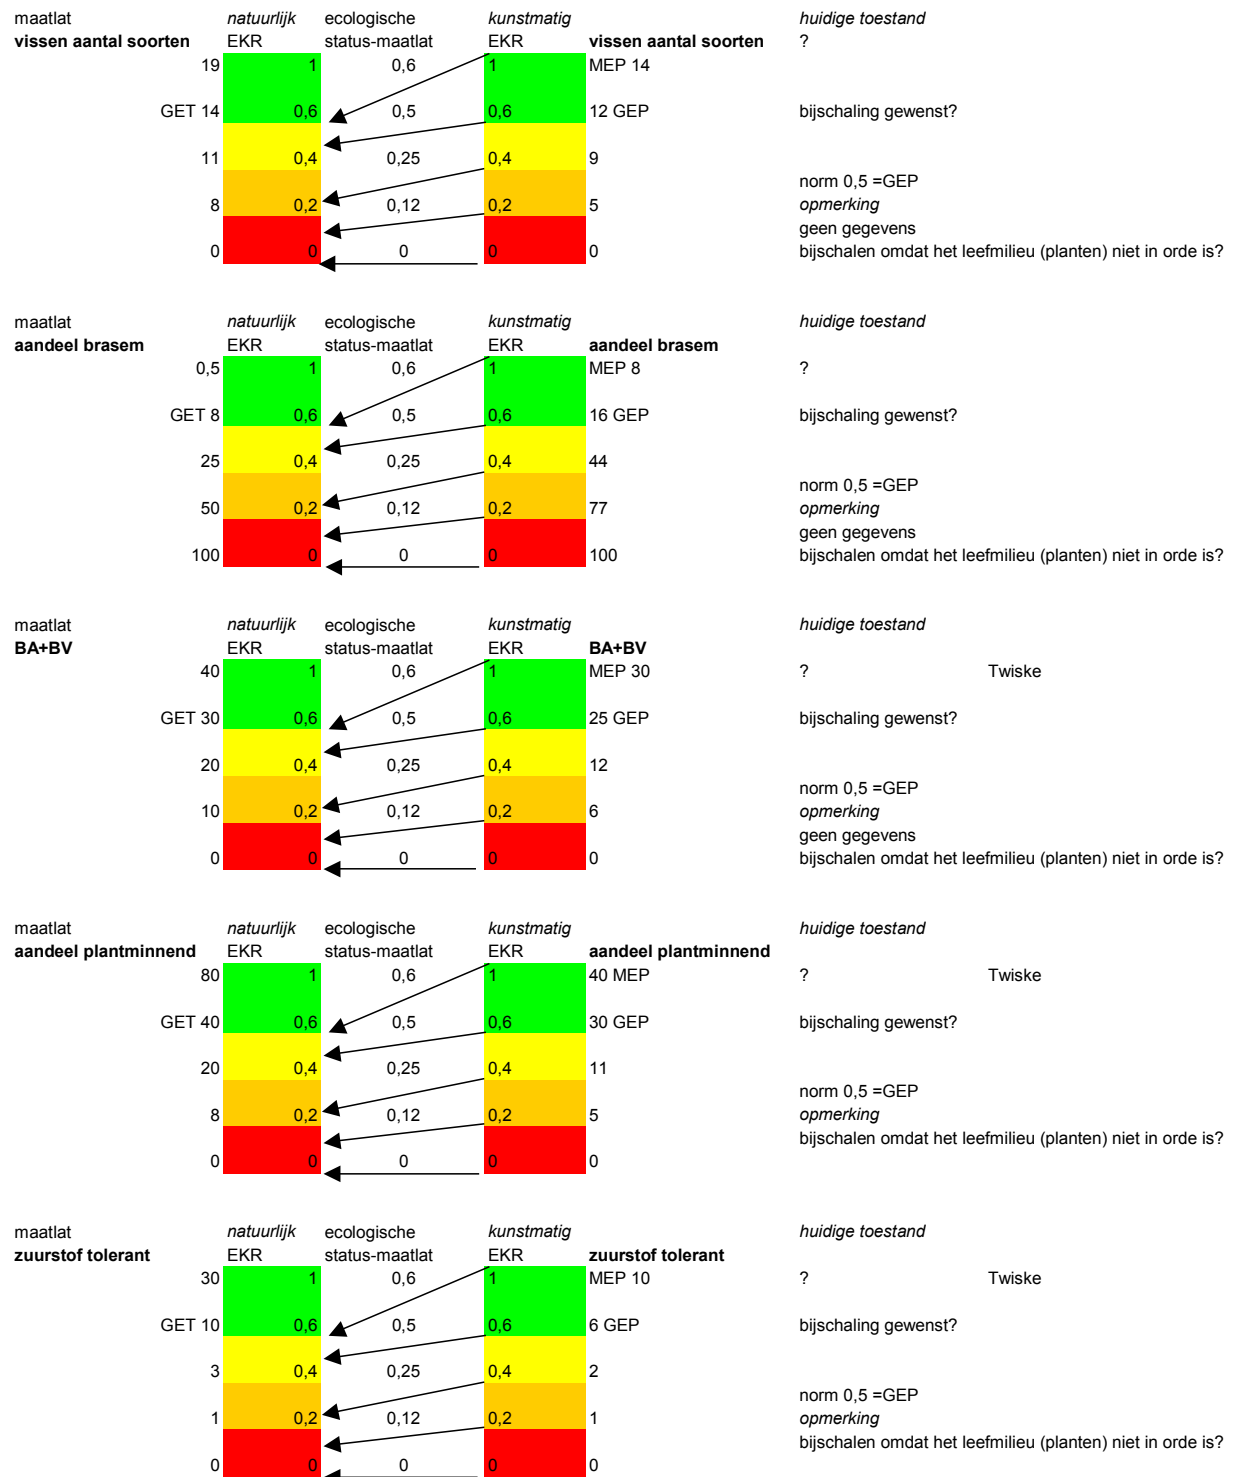 maatlat natuurlijk ecologische kunstmatig huidige toestand
vissen aantal soorten EKR status-maatlat EKR vissen aantal soorten ?
19 1 0,6 1 MEP 14
GET 14 0,6 0,5 0,6 12 GEP bijschaling gewenst?
11 0,4 0,25 0,4 9
norm 0,5 =GEP
8 0,2 0,12 0,2 5 opmerking
geen gegevens
0 0 0 0 0 bijschalen omdat het leefmilieu (planten) niet in orde is?
maatlat natuurlijk ecologische kunstmatig huidige toestand
aandeel brasem EKR status-maatlat EKR aandeel brasem
0,5 1 0,6 1 MEP 8 ?
GET 8 0,6 0,5 0,6 16 GEP bijschaling gewenst?
25 0,4 0,25 0,4 44
norm 0,5 =GEP
50 0,2 0,12 0,2 77 opmerking
geen gegevens
100 0 0 0 100 bijschalen omdat het leefmilieu (planten) niet in orde is?
maatlat natuurlijk ecologische kunstmatig huidige toestand
BA+BV EKR status-maatlat EKR BA+BV
40 1 0,6 1 MEP 30 ? Twiske
GET 30 0,6 0,5 0,6 25 GEP bijschaling gewenst?
20 0,4 0,25 0,4 12
norm 0,5 =GEP
10 0,2 0,12 0,2 6 opmerking
geen gegevens
0 0 0 0 0 bijschalen omdat het leefmilieu (planten) niet in orde is?
maatlat natuurlijk ecologische kunstmatig huidige toestand
aandeel plantminnend EKR status-maatlat EKR aandeel plantminnend
80 1 0,6 1 40 MEP ? Twiske
GET 40 0,6 0,5 0,6 30 GEP bijschaling gewenst?
20 0,4 0,25 0,4 11
norm 0,5 =GEP
8 0,2 0,12 0,2 5 opmerking
bijschalen omdat het leefmilieu (planten) niet in orde is?
0 0 0 0 0
maatlat natuurlijk ecologische kunstmatig huidige toestand
zuurstof tolerant EKR status-maatlat EKR zuurstof tolerant
30 1 0,6 1 MEP 10 ? Twiske
GET 10 0,6 0,5 0,6 6 GEP bijschaling gewenst?
3 0,4 0,25 0,4 2
norm 0,5 =GEP
1 0,2 0,12 0,2 1 opmerking
bijschalen omdat het leefmilieu (planten) niet in orde is?
0 0 0 0 0